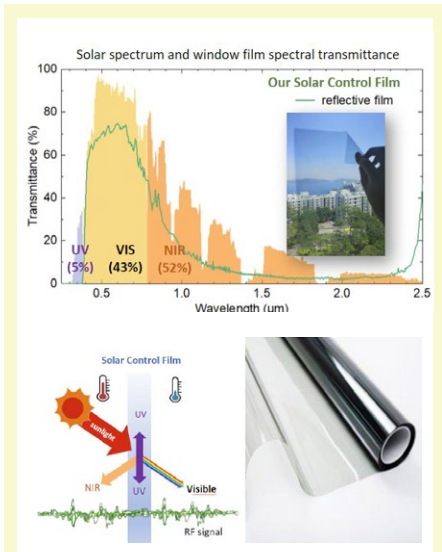 Solar spectrum and window film spectral transmittance
Our Solar Control Film
reflective film
Transmittance (%)
100
80
60
40
20
0
UV
(5%)
VIS
(43%)
NIR
(52%)
0.5
1.0
1.5
2.0
2.5
Wavelength (μm)
Solar Control Film
UV
sunlight
NIR
UV
Visible
RF signal